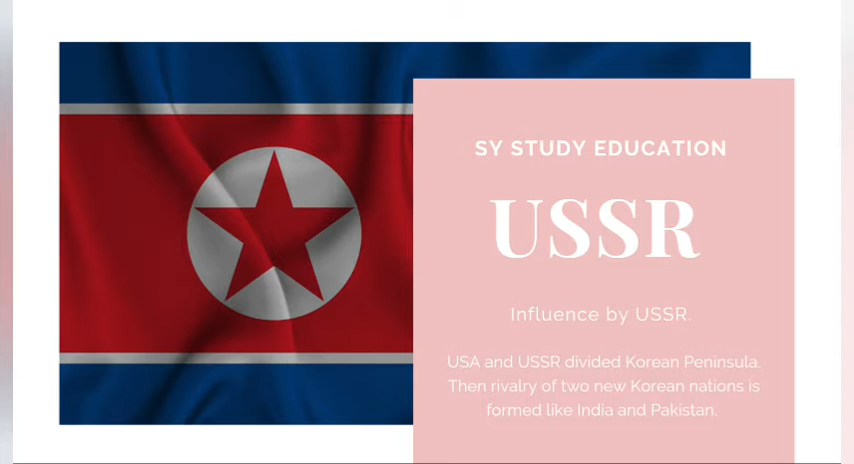 SY STUDY EDUCATION
USSR
Influence by USSR.
USA and USSR divided Korean Peninsula.
Then rivalry of two new Korean nations is
formed like India and Pakistan.